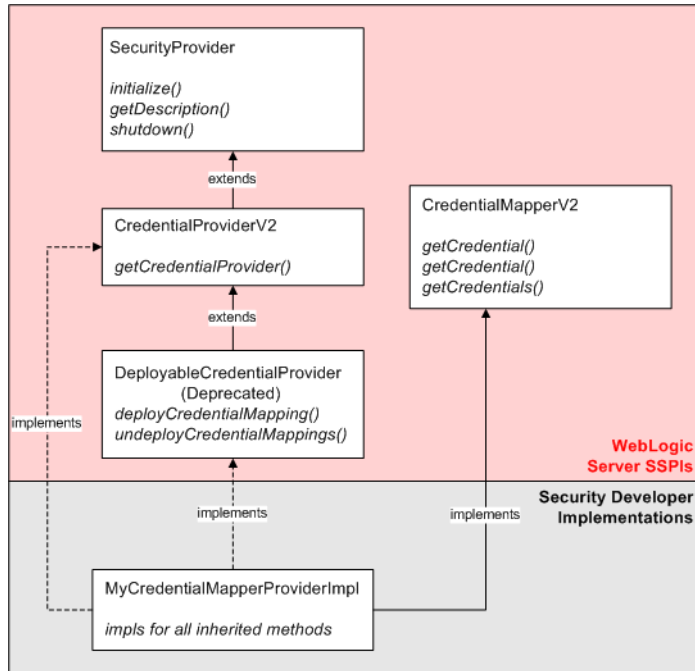 SecurityProvider
initialize()
getDescription()
shutdown()
extends
CredentialProviderV2
getCredentialProvider()
CredentialMapperV2
getCredential()
getCredential()
getCredentials()
extends
DeployableCredentialProvider
(Deprecated)
deployCredentialMapping()
undeployCredentialMappings()
implements
WebLogic
Server SSPIs
Security Developer
Implementations
implements
implements
MyCredentialMapperProviderImpl
impls for all inherited methods